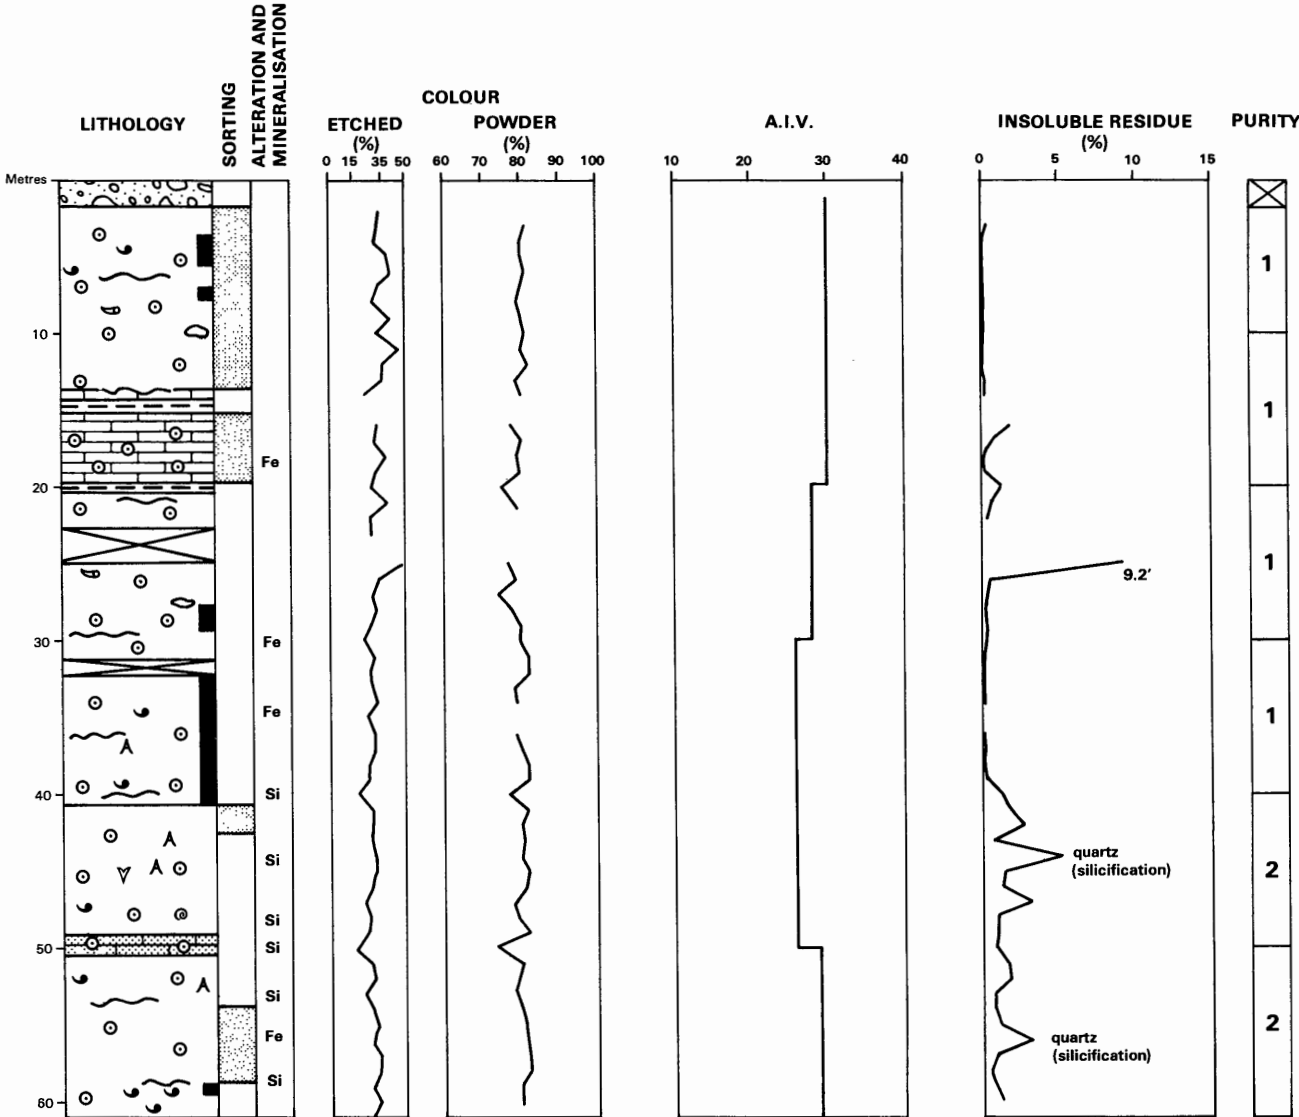 LITHOLOGY
SORTING
ALTERATION AND
MINERALISATION
COLOUR
ETCHED
(%)
0 15 35 50
POWDER
(%)
60 70 80 90 100
A.I.V.
10 20 30 40
INSOLUBLE RESIDUE
(%)
0 5 10 15
PURITY
Metres
10
20
30
40
50
60
Fe
Fe
Fe
Si
Si
Si
Si
Si
Fe
Si
9.2'
quartz
(silicification)
quartz
(silicification)
1
1
1
1
2
2